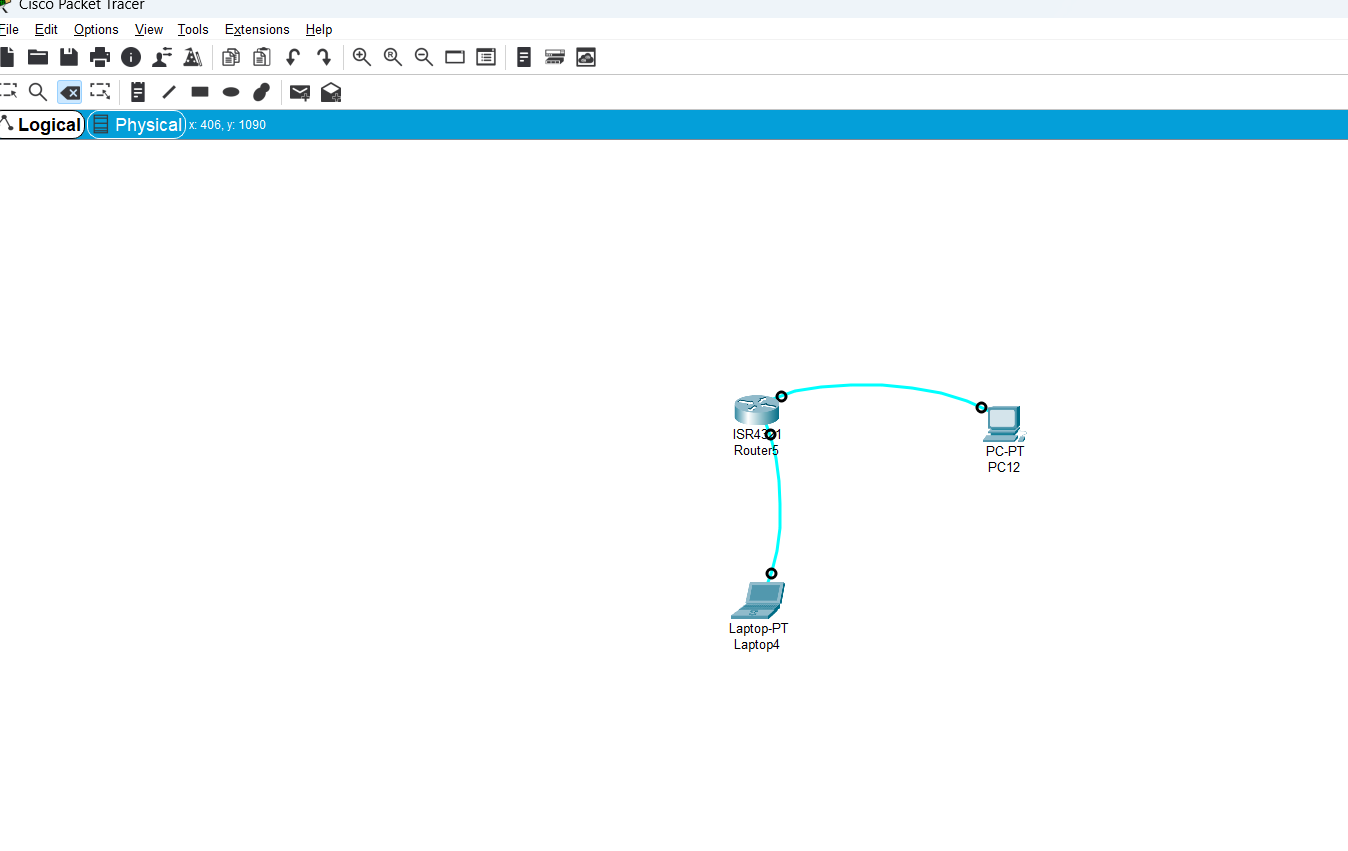 Cisco Packet Tracer
File Edit Options View Tools Extensions Help
Logical Physical x: 406, y: 1090
ISR4321
Router5
PC-PT
PC12
Laptop-PT
Laptop4